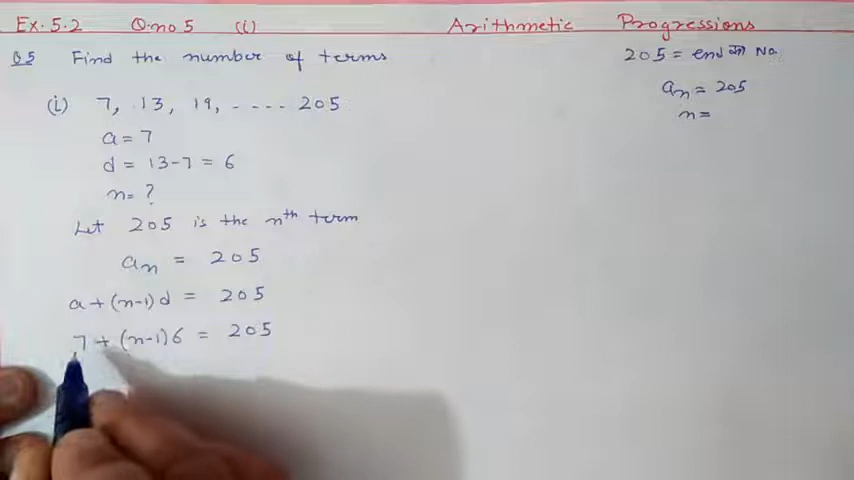 Ex. 5.2 Q.no 5 (i) Arithmetic Progressions
Q5 Find the number of terms
205 = end का No.
(i) 7, 13, 19, ---- 205
aₙ = 205
n =
a = 7
d = 13-7 = 6
n = ?
Let 205 is the nᵗʰ term
aₙ = 205
a + (n-1)d = 205
7 + (n-1)6 = 205